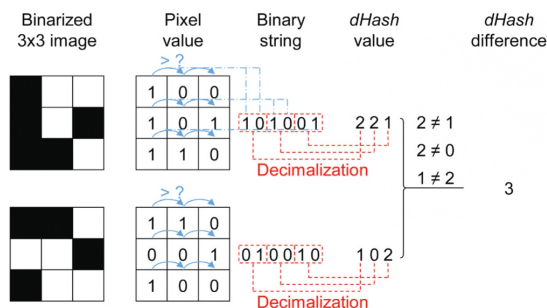 Binarized 3x3 image
Pixel value
Binary string
dHash value
dHash difference
> ?
1 0 0
1 0 1
1 1 0
1 0 1 0 0 1
2 2 1
Decimalization
2 ≠ 1
2 ≠ 0
1 ≠ 2
3
> ?
1 1 0
0 0 1
1 0 0
0 1 0 0 1 0
1 0 2
Decimalization